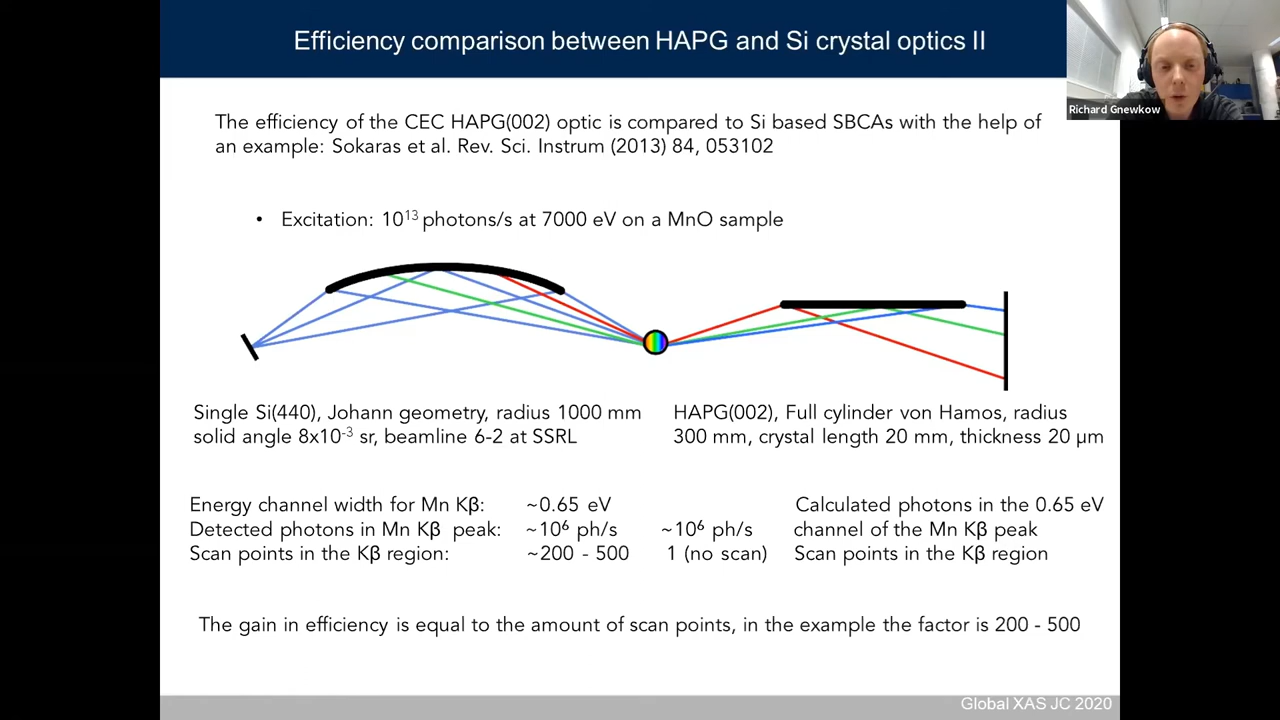 Efficiency comparison between HAPG and Si crystal optics II
Richard Gnewkow
The efficiency of the CEC HAPG(002) optic is compared to Si based SBCAs with the help of
an example: Sokaras et al. Rev. Sci. Instrum (2013) 84, 053102
• Excitation: 10¹³ photons/s at 7000 eV on a MnO sample
Single Si(440), Johann geometry, radius 1000 mm
solid angle 8x10⁻³ sr, beamline 6-2 at SSRL
HAPG(002), Full cylinder von Hamos, radius
300 mm, crystal length 20 mm, thickness 20 µm
Energy channel width for Mn Kβ: ~0.65 eV Calculated photons in the 0.65 eV
Detected photons in Mn Kβ peak: ~10⁶ ph/s ~10⁶ ph/s channel of the Mn Kβ peak
Scan points in the Kβ region: ~200 - 500 1 (no scan) Scan points in the Kβ region
The gain in efficiency is equal to the amount of scan points, in the example the factor is 200 - 500
Global XAS JC 2020